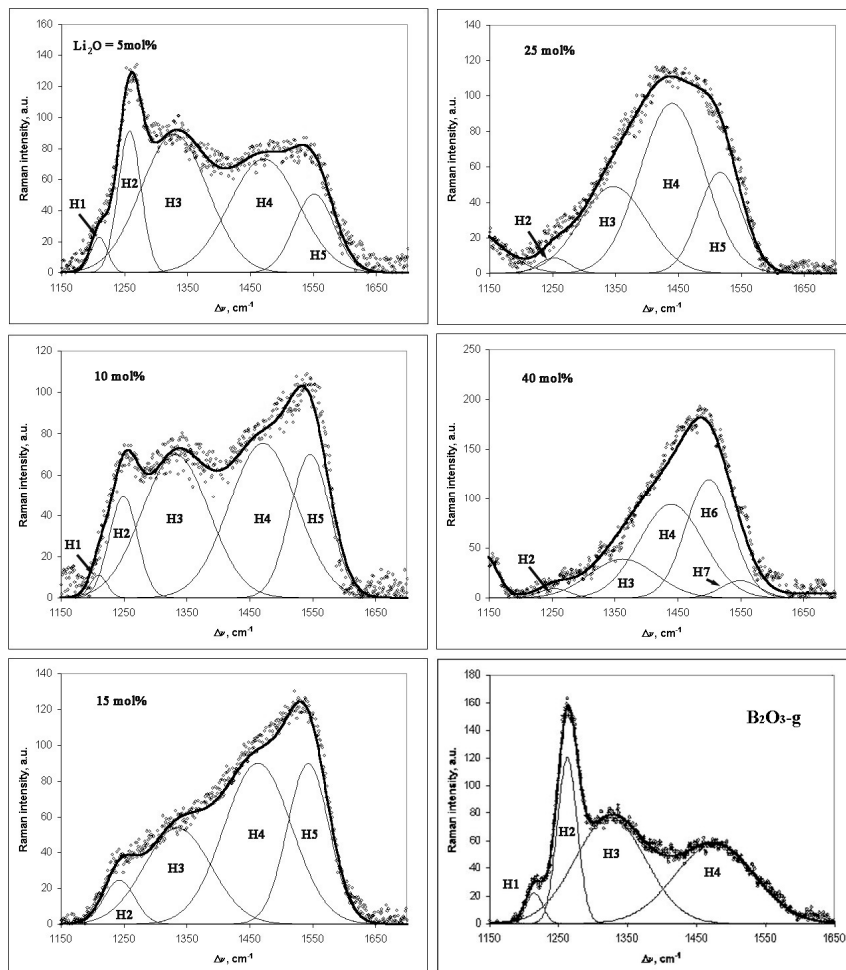 Li₂O = 5mol%
Raman intensity, a.u.
160
140
120
100
80
60
40
20
0
H1
H2
H3
H4
H5
1150 1250 1350 1450 1550 1650
Δν, cm⁻¹
25 mol%
Raman intensity, a.u.
140
120
100
80
60
40
20
0
H2
H3
H4
H5
1150 1250 1350 1450 1550 1650
Δν, cm⁻¹
10 mol%
Raman intensity, a.u.
120
100
80
60
40
20
0
H1
H2
H3
H4
H5
1150 1250 1350 1450 1550 1650
Δν, cm⁻¹
40 mol%
Raman intensity, a.u.
250
200
150
100
50
0
H2
H3
H4
H6
H7
1150 1250 1350 1450 1550 1650
Δν, cm⁻¹
15 mol%
Raman intensity, a.u.
140
120
100
80
60
40
20
0
H2
H3
H4
H5
1150 1250 1350 1450 1550 1650
Δν, cm⁻¹
B₂O₃-g
Raman intensity, a.u.
180
160
140
120
100
80
60
40
20
0
H1
H2
H3
H4
1150 1250 1350 1450 1550 1650
Δν, cm⁻¹